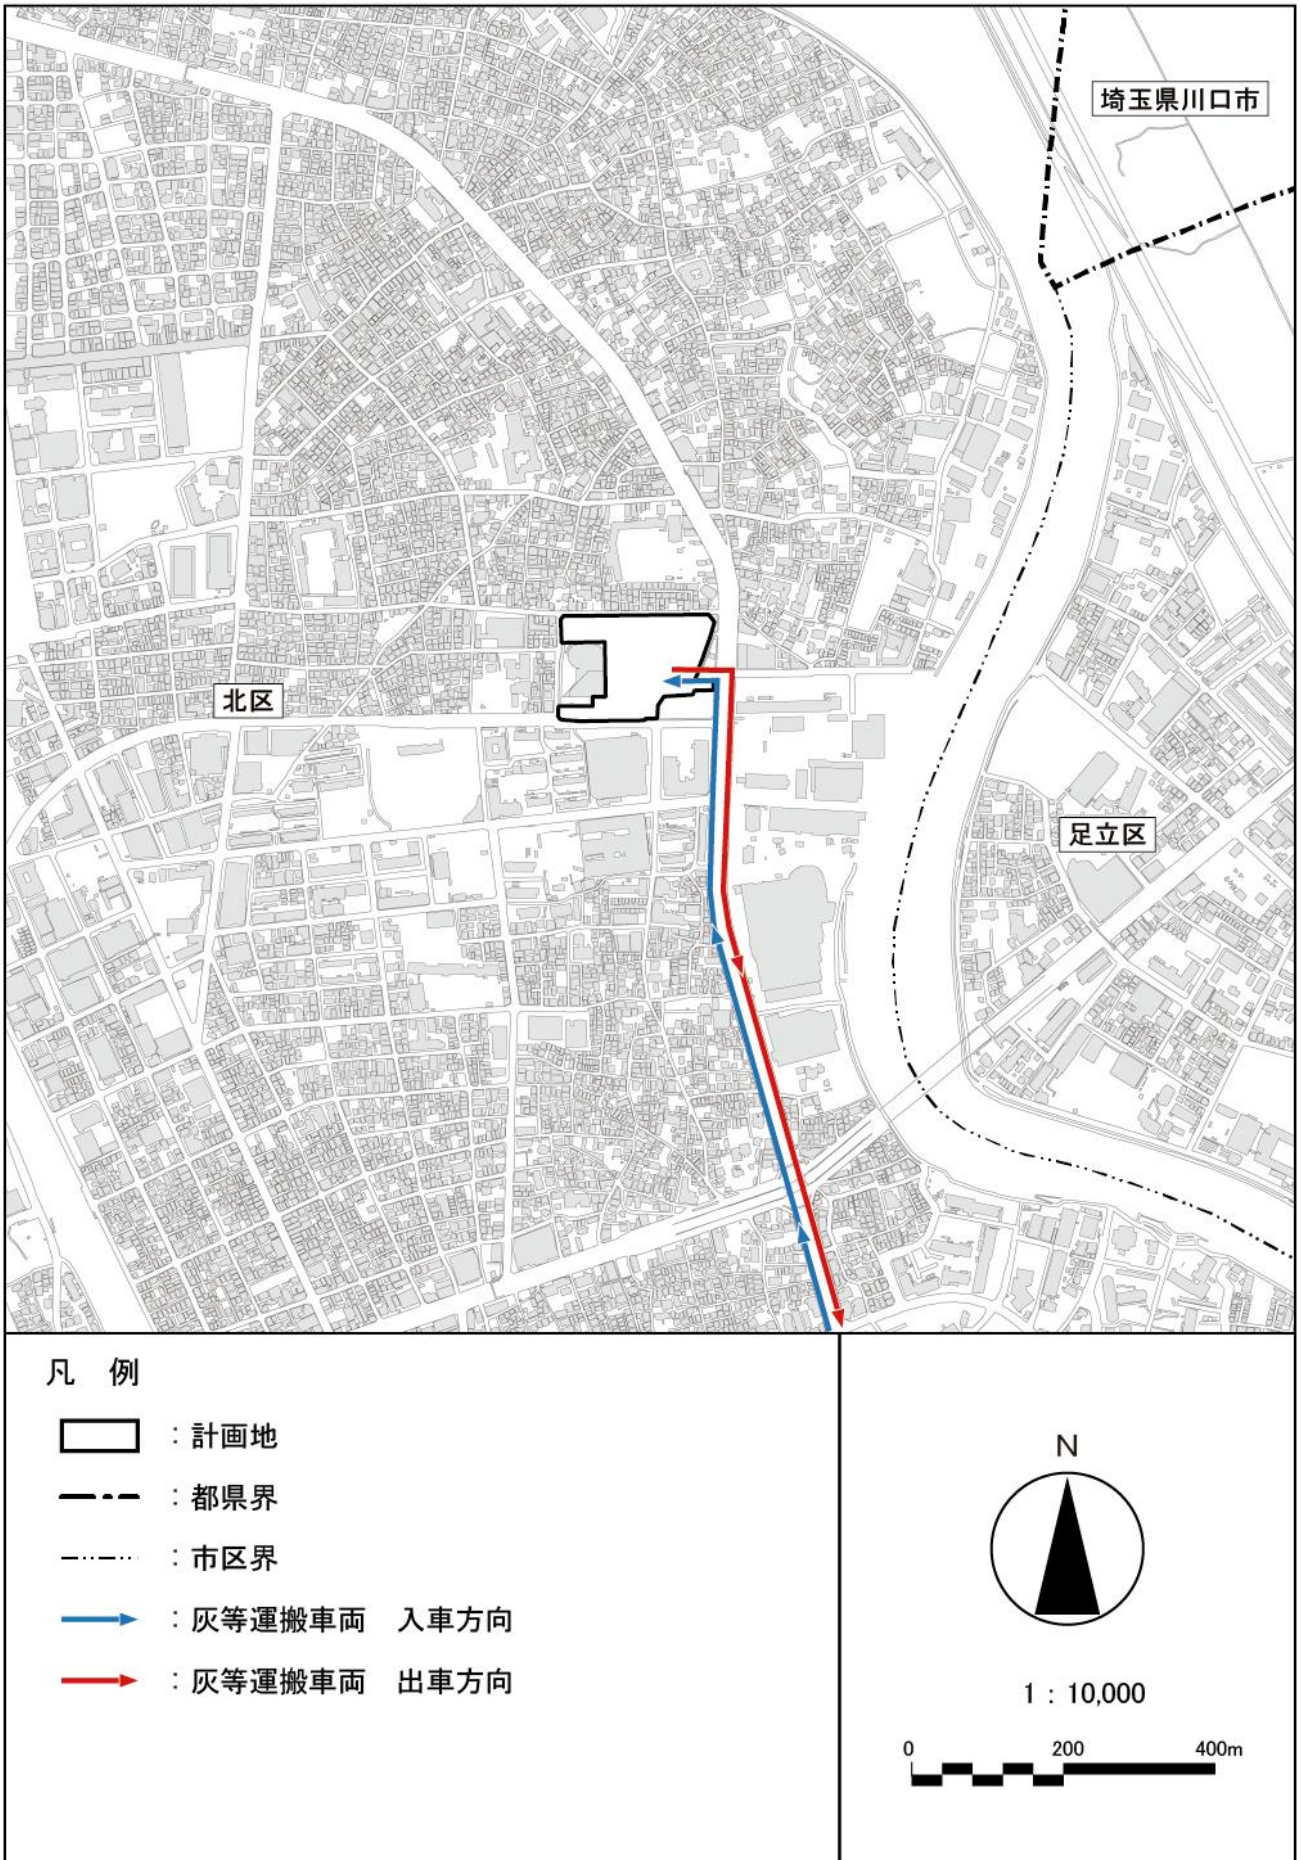 埼玉県川口市
北区
足立区
凡 例
：計画地
：都県界
：市区界
：灰等運搬車両 入車方向
：灰等運搬車両 出車方向
N
1：10,000
0 200 400m